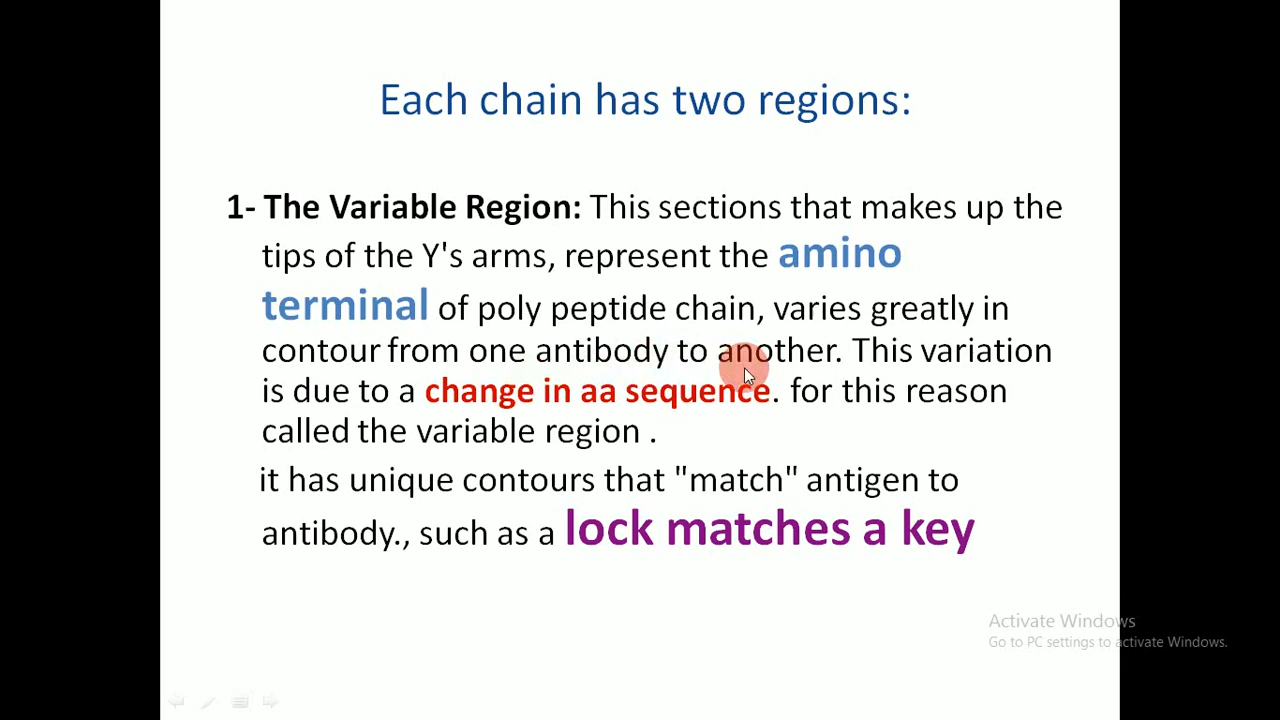 Each chain has two regions:
1- The Variable Region: This sections that makes up the
tips of the Y's arms, represent the amino
terminal of poly peptide chain, varies greatly in
contour from one antibody to another. This variation
is due to a change in aa sequence. for this reason
called the variable region .
it has unique contours that "match" antigen to
antibody., such as a lock matches a key
Activate Windows
Go to PC settings to activate Windows.